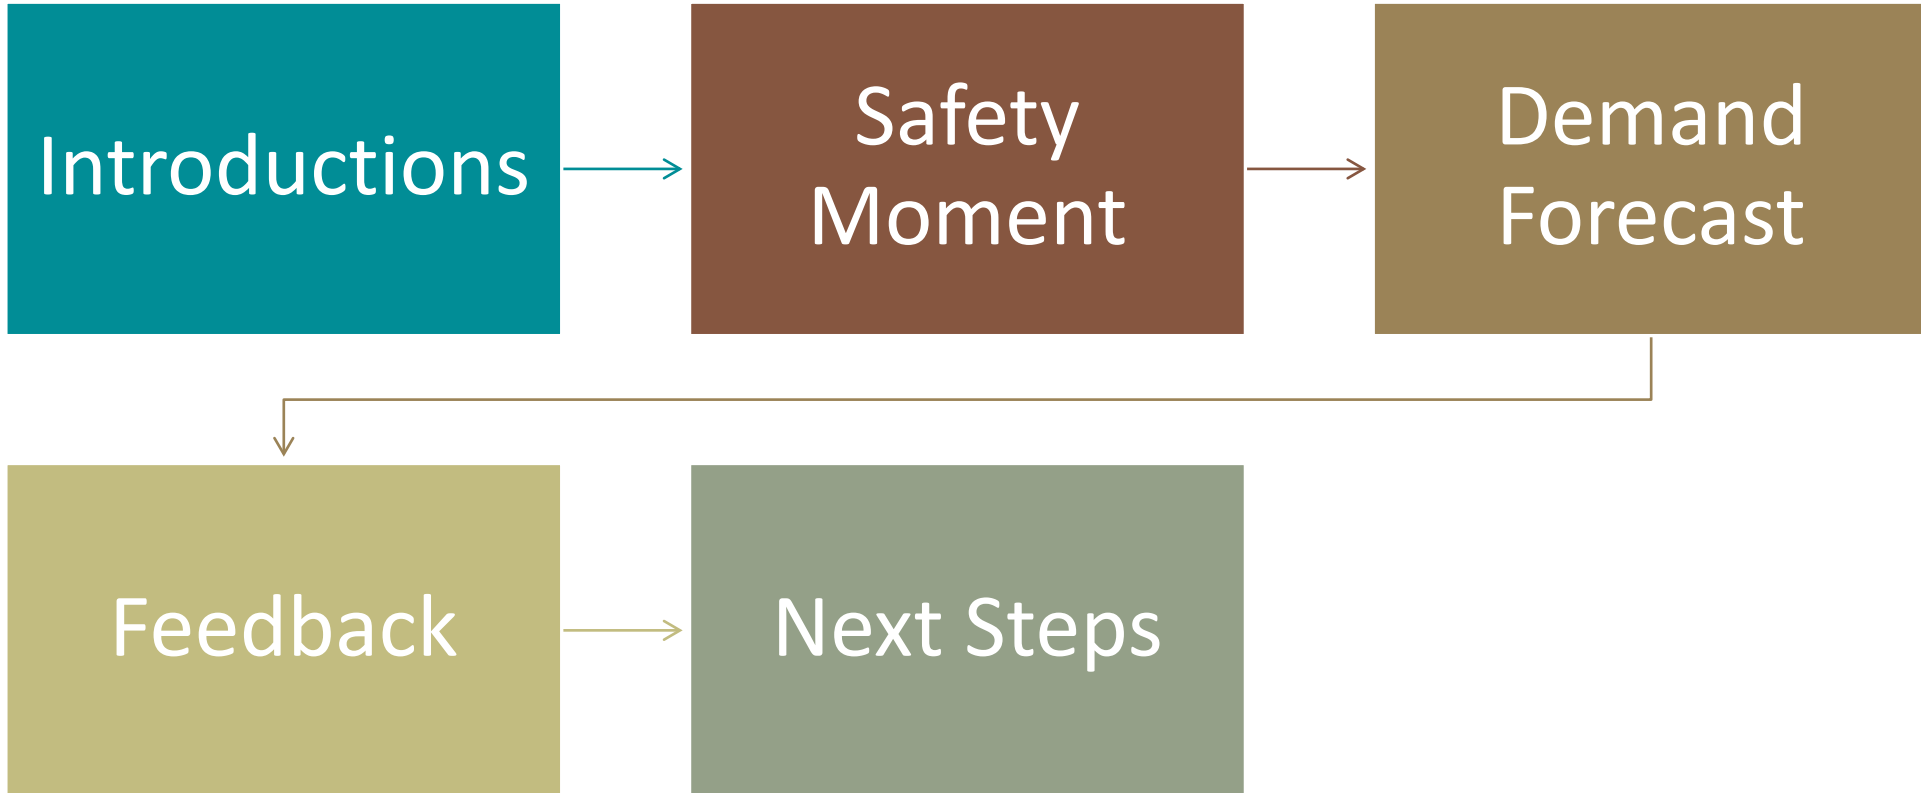 Introductions
Safety
Moment
Demand
Forecast
Feedback
Next Steps